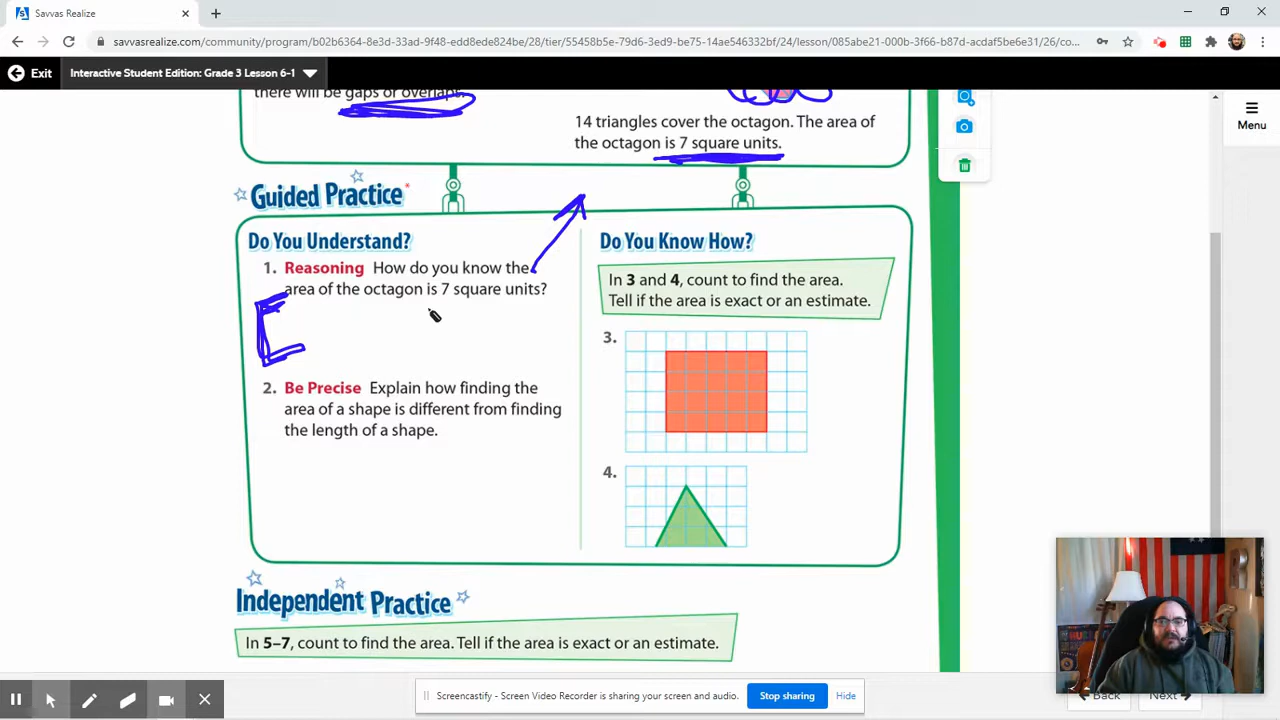 Savvas Realize
savvasrealize.com/community/program/b02b6364-8e3d-33ad-9f48-edd8ede84be/28/tier/55458b5e-79d6-3ed9-be75-14ae546332bf/24/lesson/085abe21-000b-3f66-b87d-acdaf5be6e31/26/co...
Exit
Interactive Student Edition: Grade 3 Lesson 6-1
Menu
there will be gaps or overlaps.
14 triangles cover the octagon. The area of
the octagon is 7 square units.
Guided Practice*
Do You Understand?
1. Reasoning How do you know the
area of the octagon is 7 square units?
2. Be Precise Explain how finding the
area of a shape is different from finding
the length of a shape.
Do You Know How?
In 3 and 4, count to find the area.
Tell if the area is exact or an estimate.
3.
4.
Independent Practice
In 5–7, count to find the area. Tell if the area is exact or an estimate.
Back
Next
Screencastify - Screen Video Recorder is sharing your screen and audio.
Stop sharing
Hide